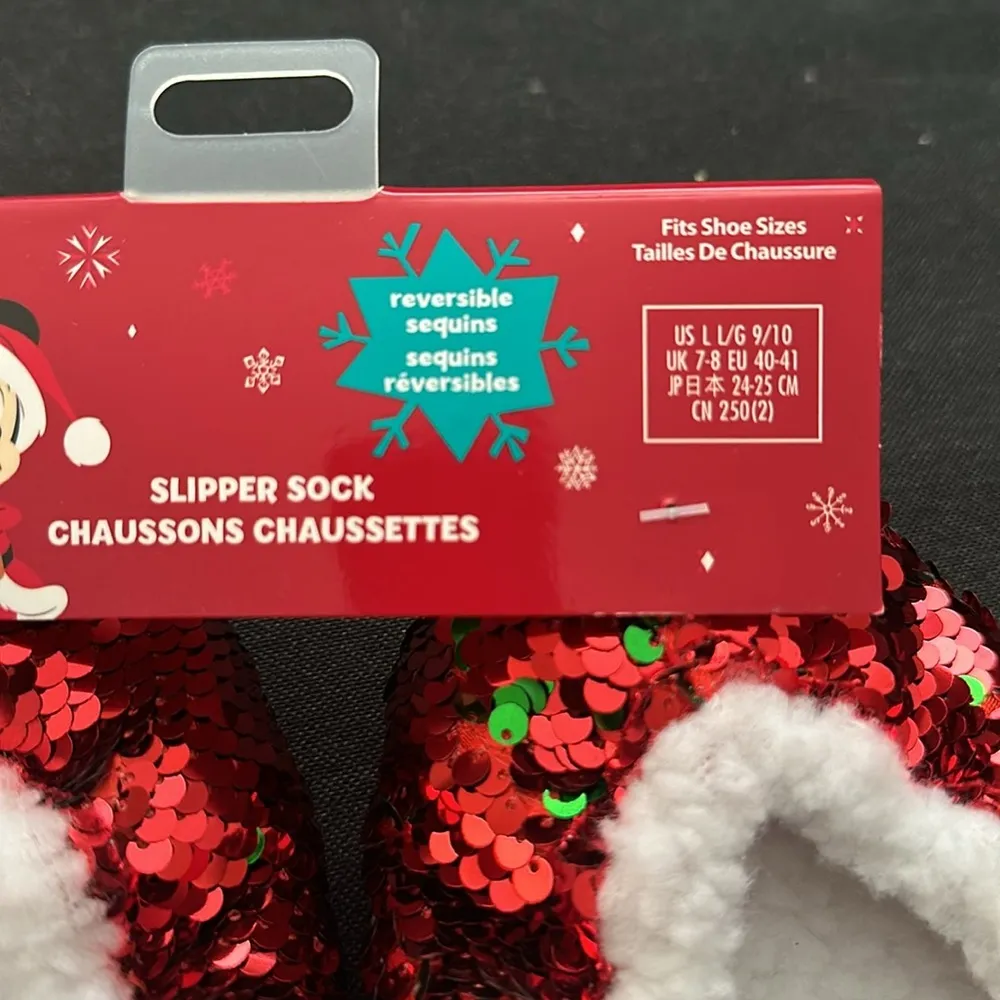 reversible
sequins
sequins
réversibles
SLIPPER SOCK
CHAUSSONS CHAUSSETTES
Fits Shoe Sizes
Tailles De Chaussure
US L L/G 9/10
UK 7-8 EU 40-41
JP日本 24-25 CM
CN 250(2)